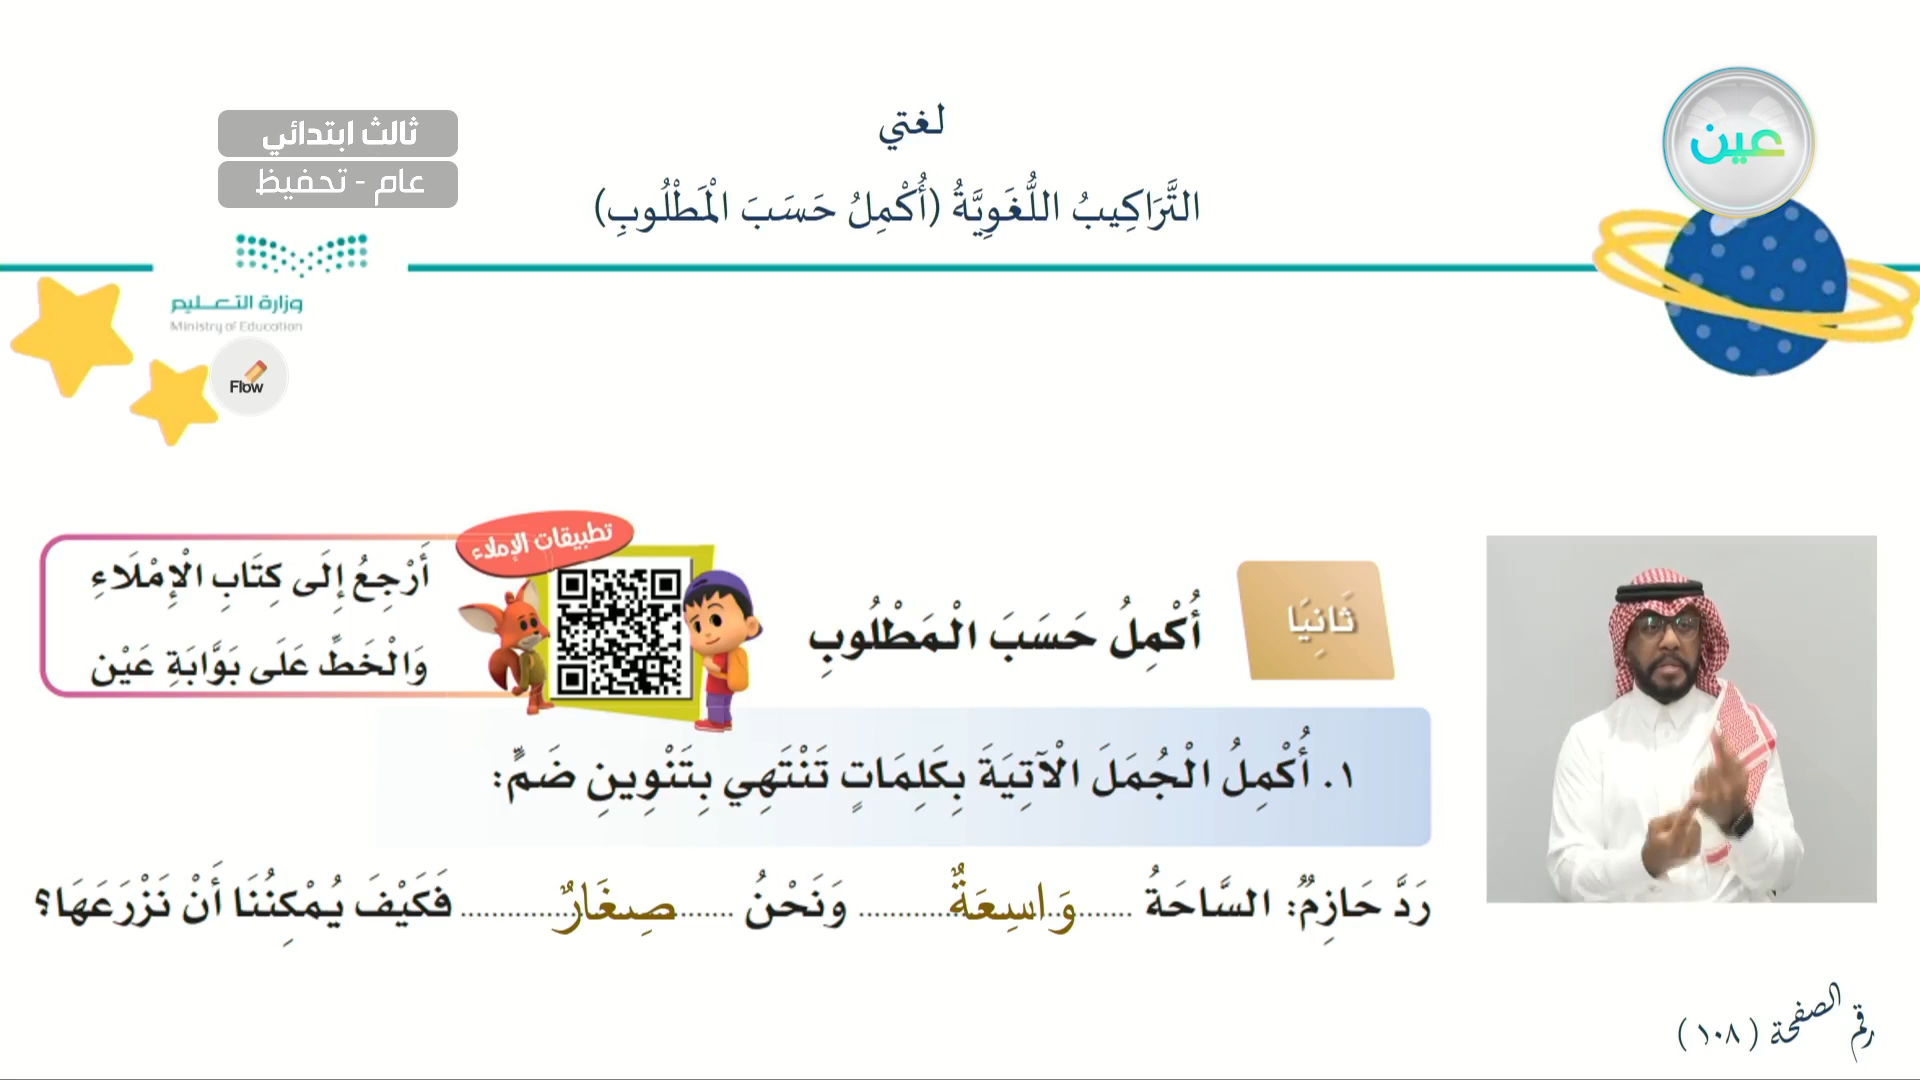 لغتي
التَّرَاكِيبُ اللُّغَوِيَّةُ (أُكْمِلُ حَسَبَ الْمَطْلُوبِ)
عين
ثالث ابتدائي
عام - تحفيظ
وزارة التعليم
Ministry of Education
Flow
ثَانِيًا
أُكْمِلُ حَسَبَ الْمَطْلُوبِ
تطبيقات الإملاء
أَرْجِعُ إِلَى كِتَابِ الْإِمْلَاءِ
وَالْخَطِّ عَلَى بَوَّابَةِ عَيْن
١. أُكْمِلُ الْجُمَلَ الْآتِيَةَ بِكَلِمَاتٍ تَنْتَهِي بِتَنْوِينِ ضَمٍّ:
رَدَّ حَازِمٌ: السَّاحَةُ ....... وَاسِعَةٌ ....... وَنَحْنُ ....... صِغَارٌ ....... فَكَيْفَ يُمْكِنُنَا أَنْ نَزْرَعَهَا؟
رقم الصفحة (١٠٨)